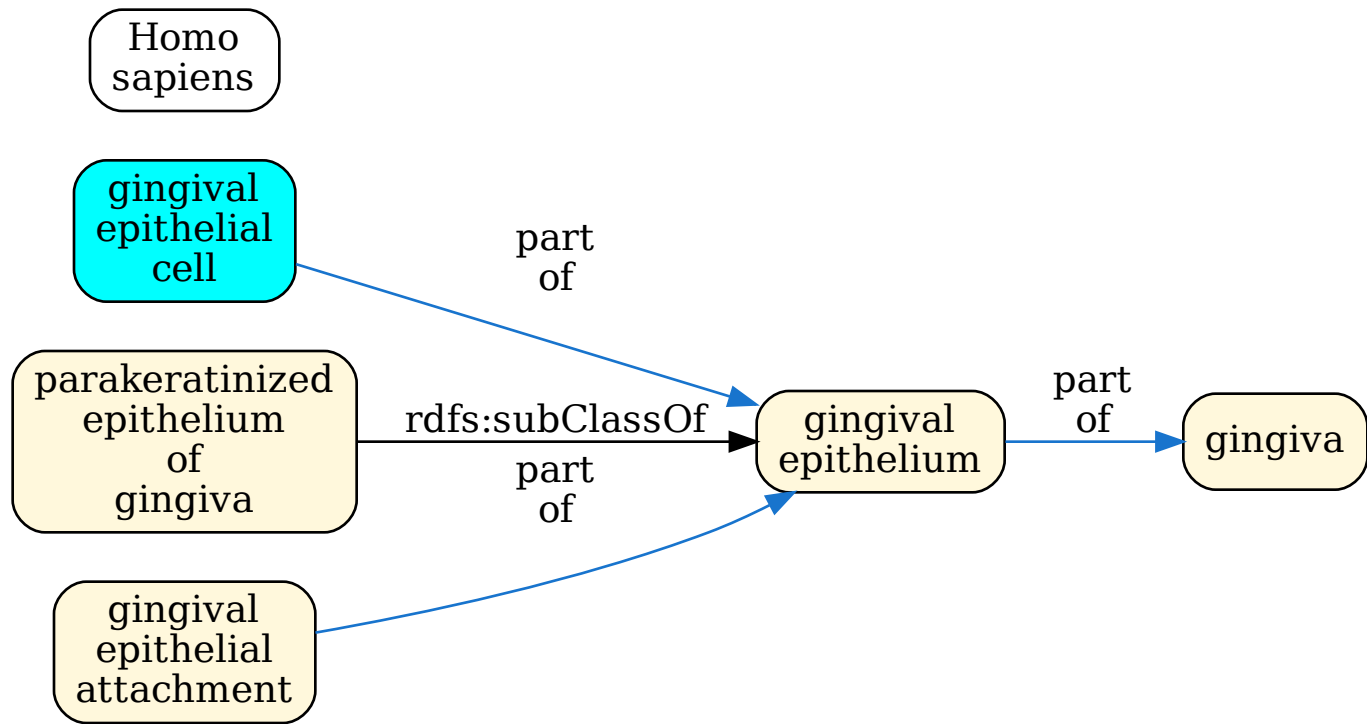 Homo
sapiens
gingival
epithelial
cell
part
of
parakeratinized
epithelium
of
gingiva
rdfs:subClassOf
part
of
gingival
epithelium
part
of
gingiva
gingival
epithelial
attachment